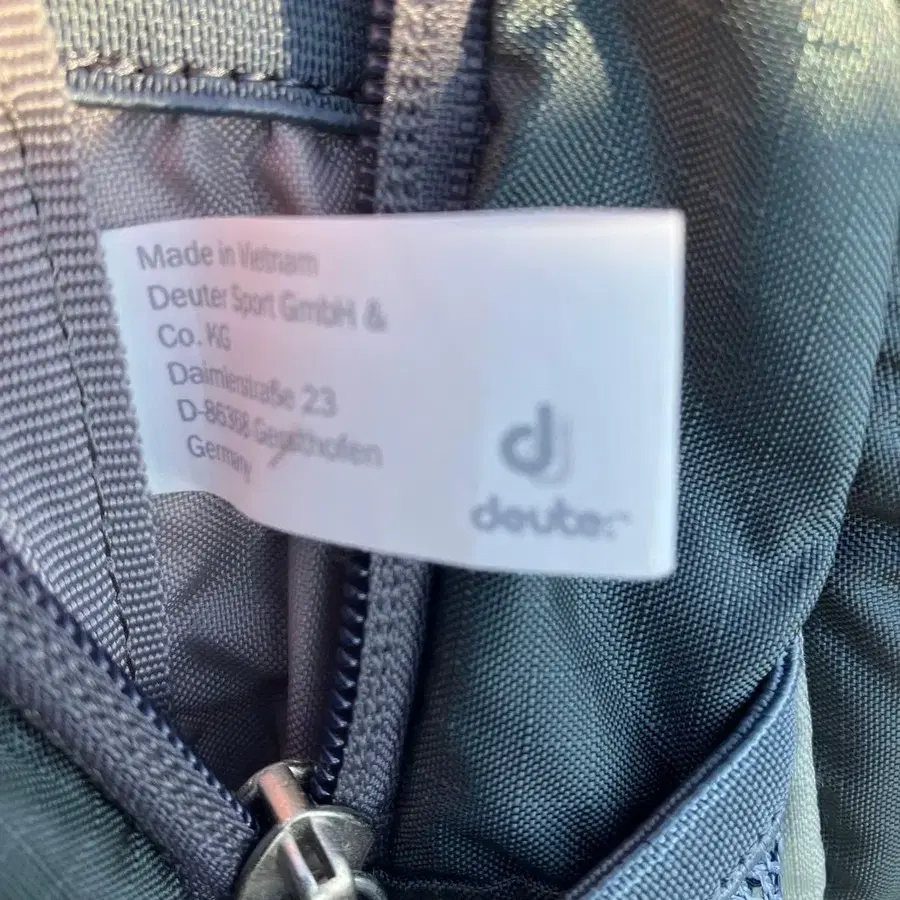 Made in Vietnam
Deuter Sport GmbH &
Co. KG
Daimlerstraße 23
D-86368 Gersthofen
Germany
d
deuter